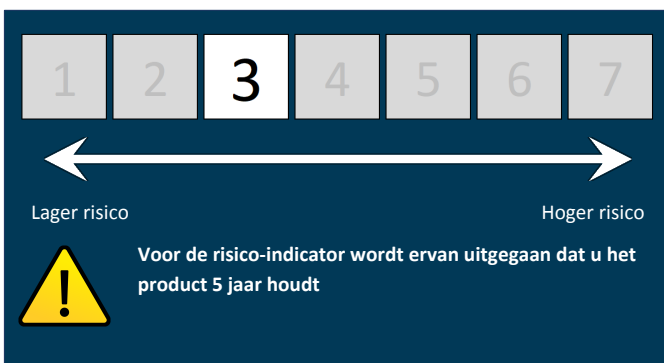 1 2 3 4 5 6 7
Lager risico Hoger risico
Voor de risico-indicator wordt ervan uitgegaan dat u het
product 5 jaar houdt